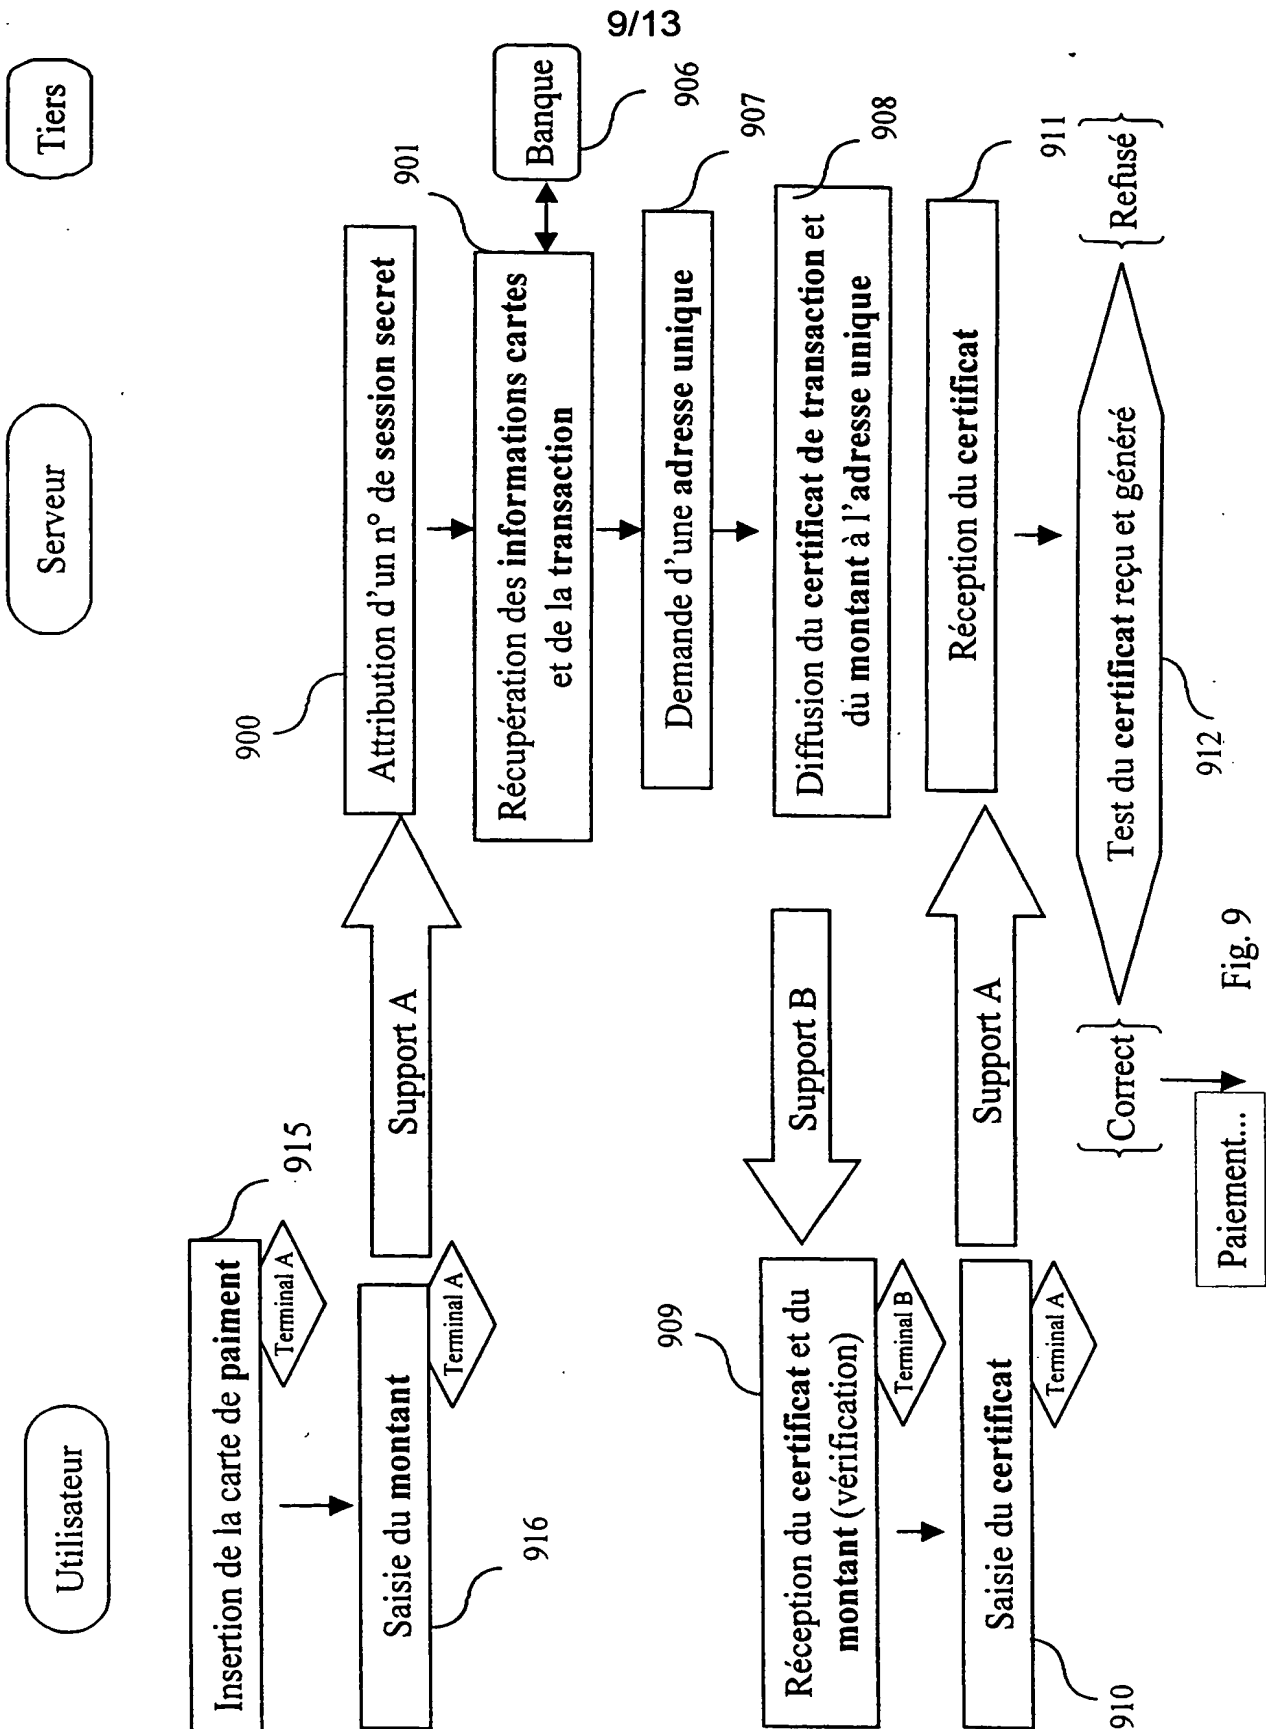 9/13
Utilisateur
Serveur
Tiers
Insertion de la carte de paiment
915
Terminal A
Saisie du montant
916
Terminal A
Support A
900
Attribution d'un n° de session secret
901
Récupération des informations cartes
et de la transaction
Banque
906
Demande d'une adresse unique
907
Diffusion du certificat de transaction et
du montant à l'adresse unique
908
Support B
909
Réception du certificat et du
montant (vérification)
Terminal B
Saisie du certificat
910
Terminal A
Support A
Réception du certificat
911
Test du certificat reçu et généré
912
Correct
Refusé
Paiement...
Fig. 9